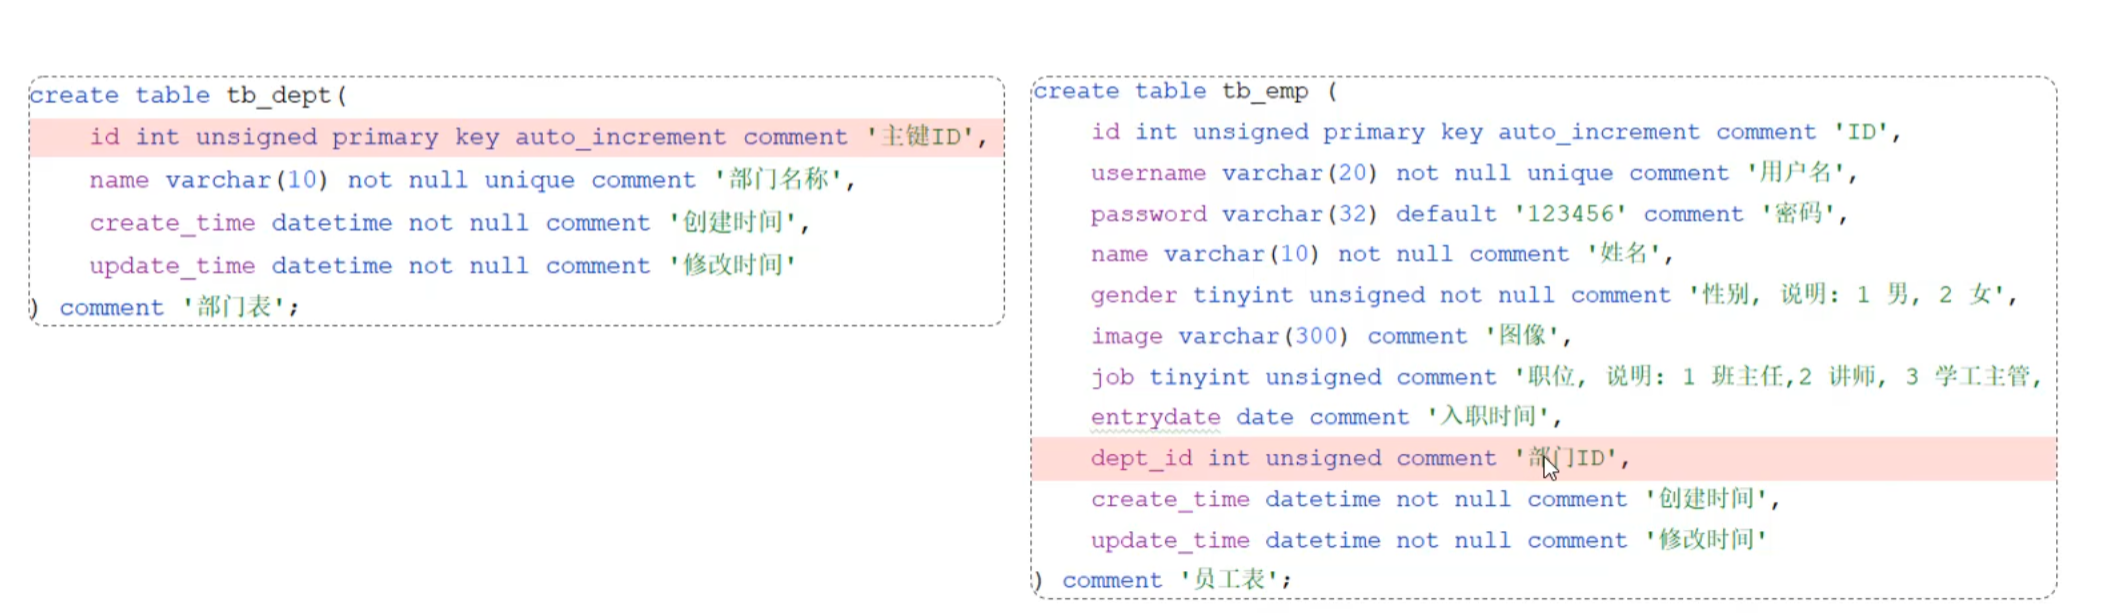 create table tb_dept(
id int unsigned primary key auto_increment comment '主键ID',
name varchar(10) not null unique comment '部门名称',
create_time datetime not null comment '创建时间',
update_time datetime not null comment '修改时间'
) comment '部门表';
create table tb_emp (
id int unsigned primary key auto_increment comment 'ID',
username varchar(20) not null unique comment '用户名',
password varchar(32) default '123456' comment '密码',
name varchar(10) not null comment '姓名',
gender tinyint unsigned not null comment '性别, 说明: 1 男, 2 女',
image varchar(300) comment '图像',
job tinyint unsigned comment '职位, 说明: 1 班主任,2 讲师, 3 学工主管,
entrydate date comment '入职时间',
dept_id int unsigned comment '部门ID',
create_time datetime not null comment '创建时间',
update_time datetime not null comment '修改时间'
) comment '员工表';